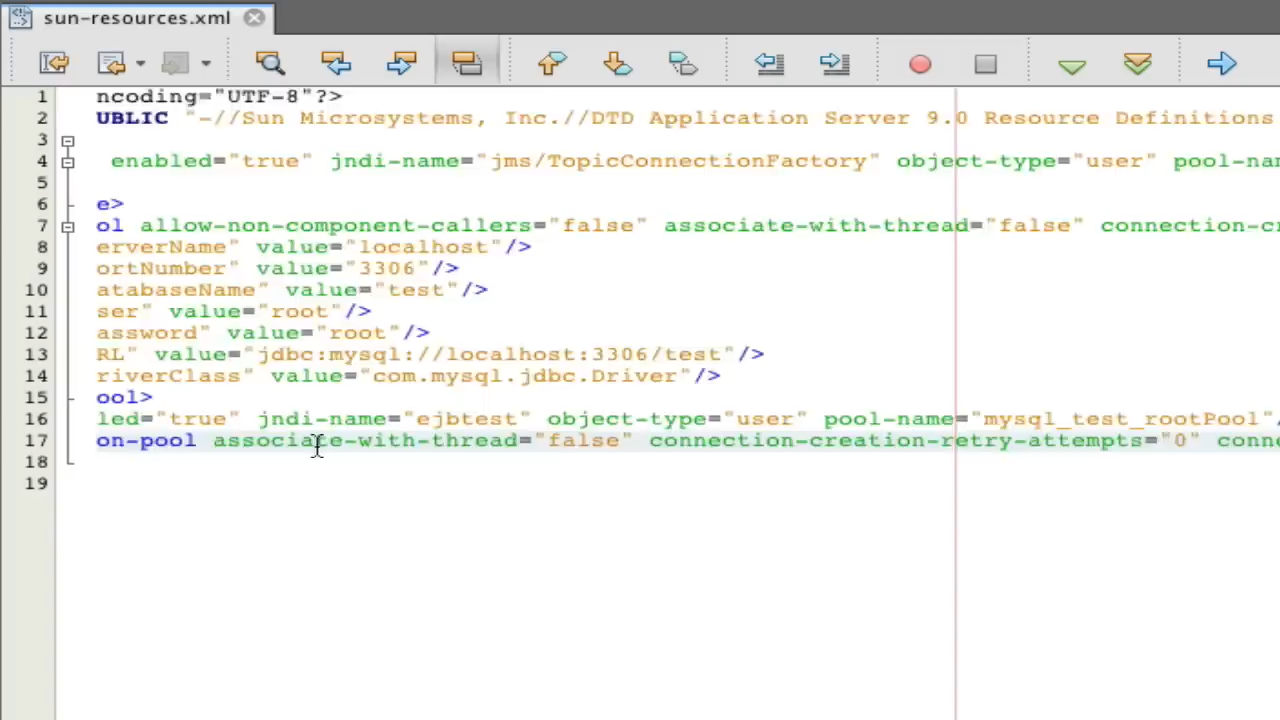 sun-resources.xml
1 ncoding="UTF-8"?>
2 UBLIC "-//Sun Microsystems, Inc.//DTD Application Server 9.0 Resource Definitions
3
4 enabled="true" jndi-name="jms/TopicConnectionFactory" object-type="user" pool-nam
5
6 e>
7 ol allow-non-component-callers="false" associate-with-thread="false" connection-cr
8 erverName" value="localhost"/>
9 ortNumber" value="3306"/>
10 atabaseName" value="test"/>
11 ser" value="root"/>
12 assword" value="root"/>
13 RL" value="jdbc:mysql://localhost:3306/test"/>
14 riverClass" value="com.mysql.jdbc.Driver"/>
15 ool>
16 led="true" jndi-name="ejbtest" object-type="user" pool-name="mysql_test_rootPool"/
17 on-pool associate-with-thread="false" connection-creation-retry-attempts="0" conne
18
19